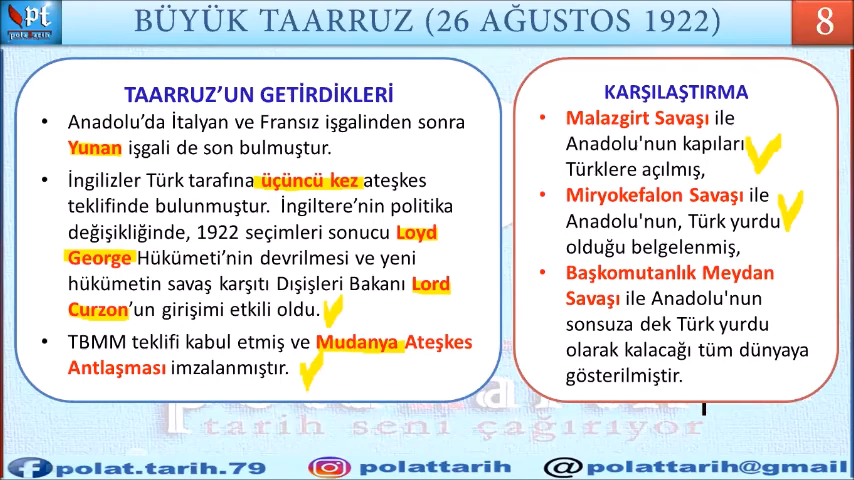 pt
polattarih
BÜYÜK TAARRUZ (26 AĞUSTOS 1922)
8
TAARRUZ’UN GETİRDİKLERİ
• Anadolu’da İtalyan ve Fransız işgalinden sonra
Yunan işgali de son bulmuştur.
• İngilizler Türk tarafına üçüncü kez ateşkes
teklifinde bulunmuştur. İngiltere’nin politika
değişikliğinde, 1922 seçimleri sonucu Loyd
George Hükümeti’nin devrilmesi ve yeni
hükümetin savaş karşıtı Dışişleri Bakanı Lord
Curzon’un girişimi etkili oldu.
• TBMM teklifi kabul etmiş ve Mudanya Ateşkes
Antlaşması imzalanmıştır.
KARŞILAŞTIRMA
• Malazgirt Savaşı ile
Anadolu'nun kapıları
Türklere açılmış,
• Miryokefalon Savaşı ile
Anadolu'nun, Türk yurdu
olduğu belgelenmiş,
• Başkomutanlık Meydan
Savaşı ile Anadolu'nun
sonsuza dek Türk yurdu
olarak kalacağı tüm dünyaya
gösterilmiştir.
tarih seni çağırıyor
polat.tarih.79
polattarih
@polattarih@gmail